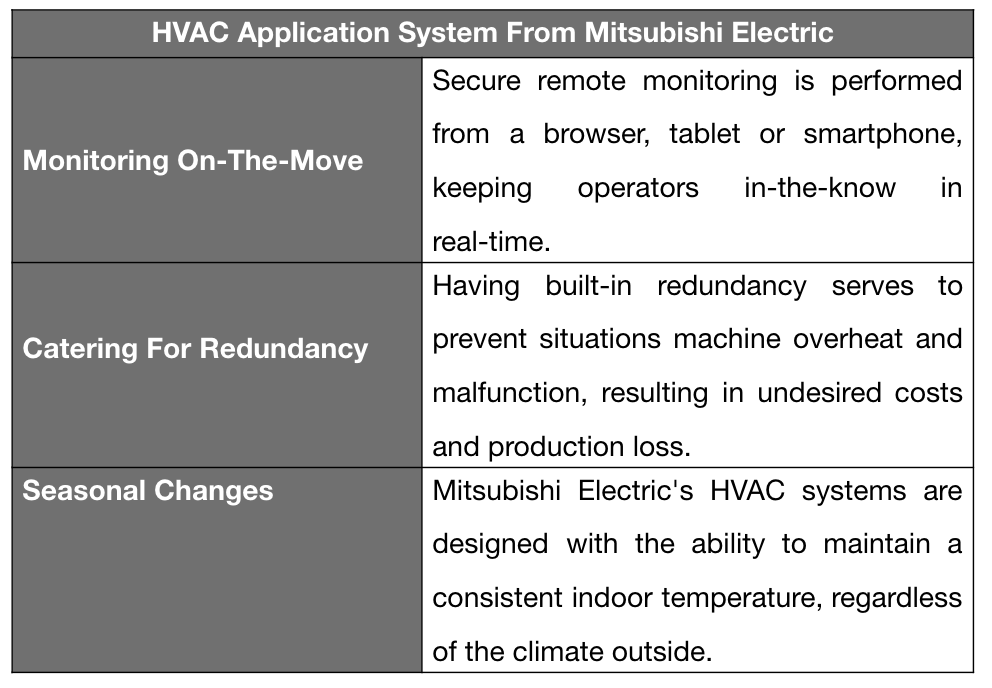 HVAC Application System From Mitsubishi Electric
Monitoring On-The-Move
Secure remote monitoring is performed
from a browser, tablet or smartphone,
keeping operators in-the-know in
real-time.
Catering For Redundancy
Having built-in redundancy serves to
prevent situations machine overheat and
malfunction, resulting in undesired costs
and production loss.
Seasonal Changes
Mitsubishi Electric's HVAC systems are
designed with the ability to maintain a
consistent indoor temperature, regardless
of the climate outside.